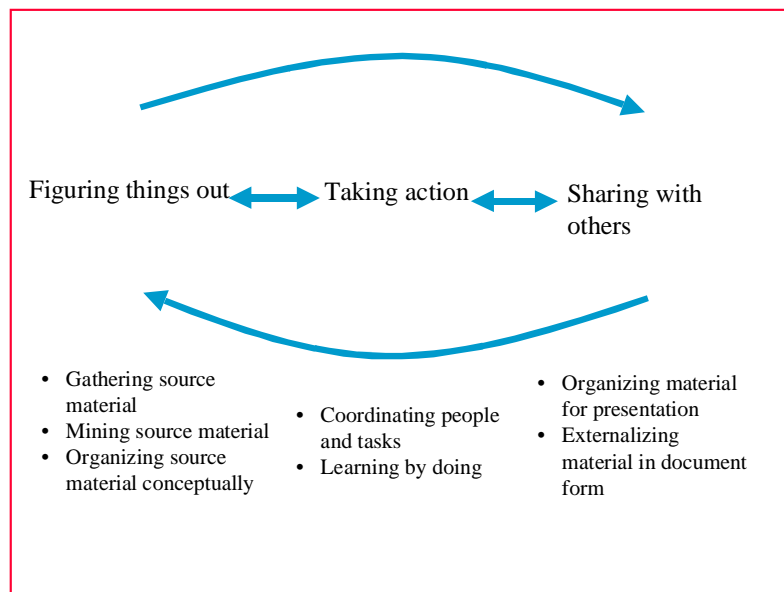 Figuring things out
Taking action
Sharing with
others
• Gathering source
material
• Mining source material
• Organizing source
material conceptually
• Coordinating people
and tasks
• Learning by doing
• Organizing material
for presentation
• Externalizing
material in document
form